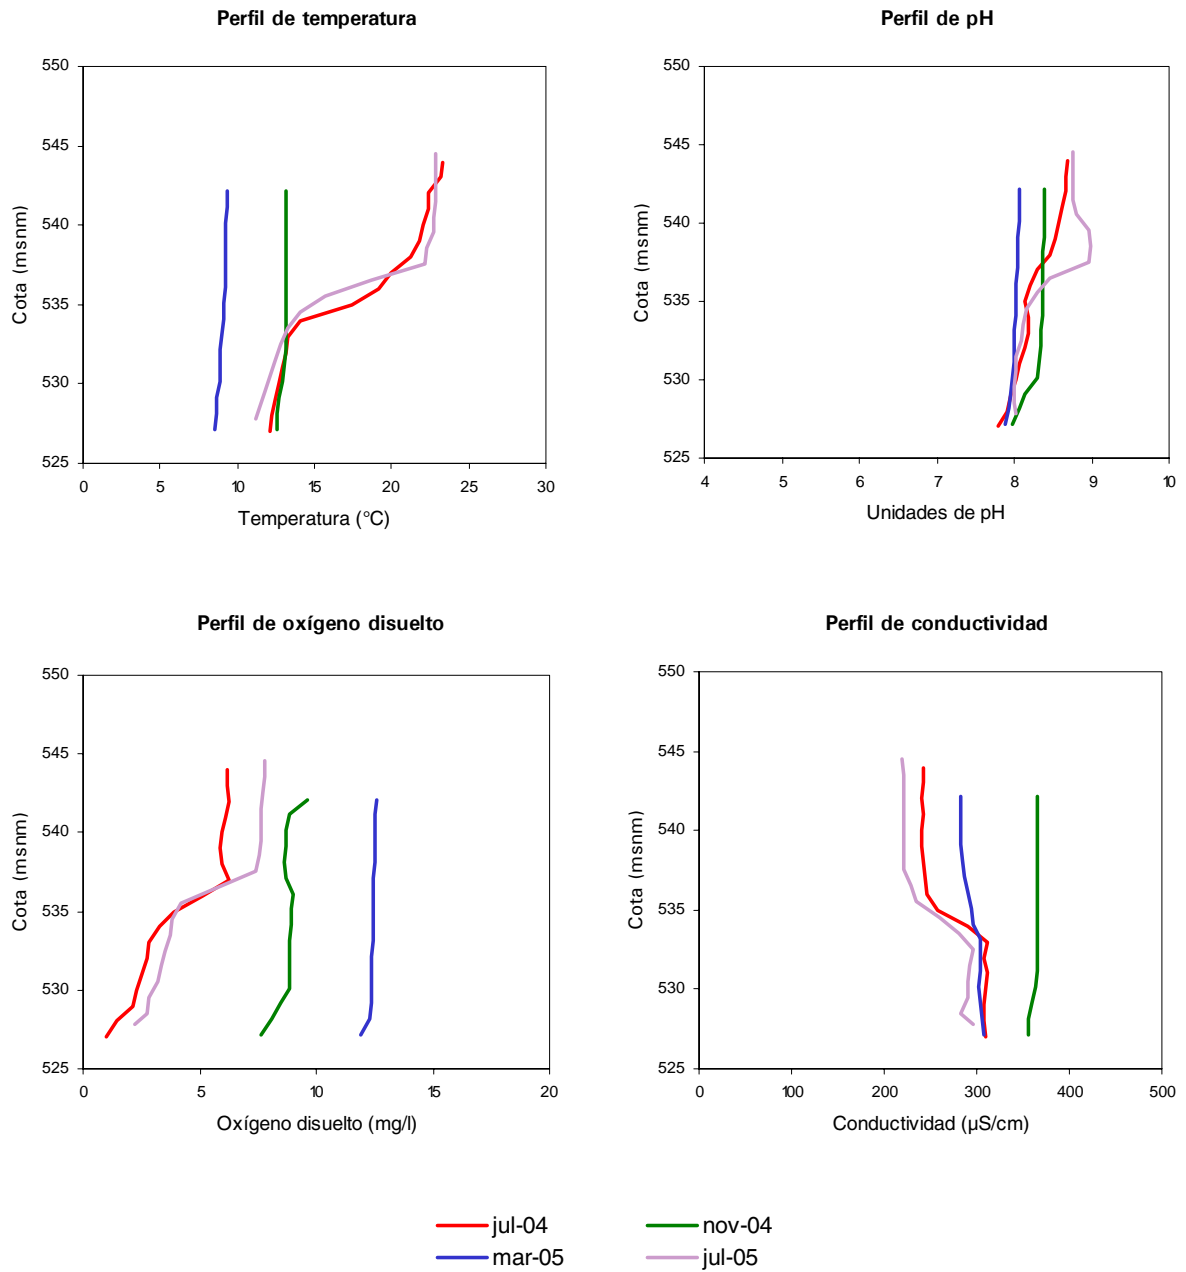 Perfil de temperatura
550
545
540
535
530
525
Cota (msnm)
0 5 10 15 20 25 30
Temperatura (°C)
Perfil de pH
550
545
540
535
530
525
Cota (msnm)
4 5 6 7 8 9 10
Unidades de pH
Perfil de oxígeno disuelto
550
545
540
535
530
525
Cota (msnm)
0 5 10 15 20
Oxígeno disuelto (mg/l)
Perfil de conductividad
550
545
540
535
530
525
Cota (msnm)
0 100 200 300 400 500
Conductividad (µS/cm)
jul-04 nov-04
mar-05 jul-05